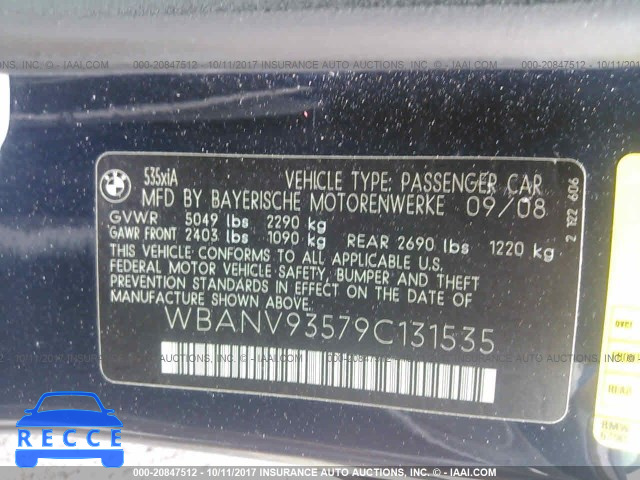 000-20847512 - 10/11/2017 INSURANCE AUTO AUCTIONS, INC. - © IAAI.COM
BMW
535xiA
VEHICLE TYPE: PASSENGER CAR
MFD BY BAYERISCHE MOTORENWERKE 09/08
GVWR 5049 lbs 2290 kg
GAWR FRONT 2403 lbs 1090 kg REAR 2690 lbs 1220 kg
THIS VEHICLE CONFORMS TO ALL APPLICABLE U.S.
FEDERAL MOTOR VEHICLE SAFETY, BUMPER AND THEFT
PREVENTION STANDARDS IN EFFECT ON THE DATE OF
MANUFACTURE SHOWN ABOVE.
WBANV93579C131535
2 122 606
BMW
RECCE
000-20847512 - 10/11/2017 INSURANCE AUTO AUCTIONS, INC. - © IAAI.COM